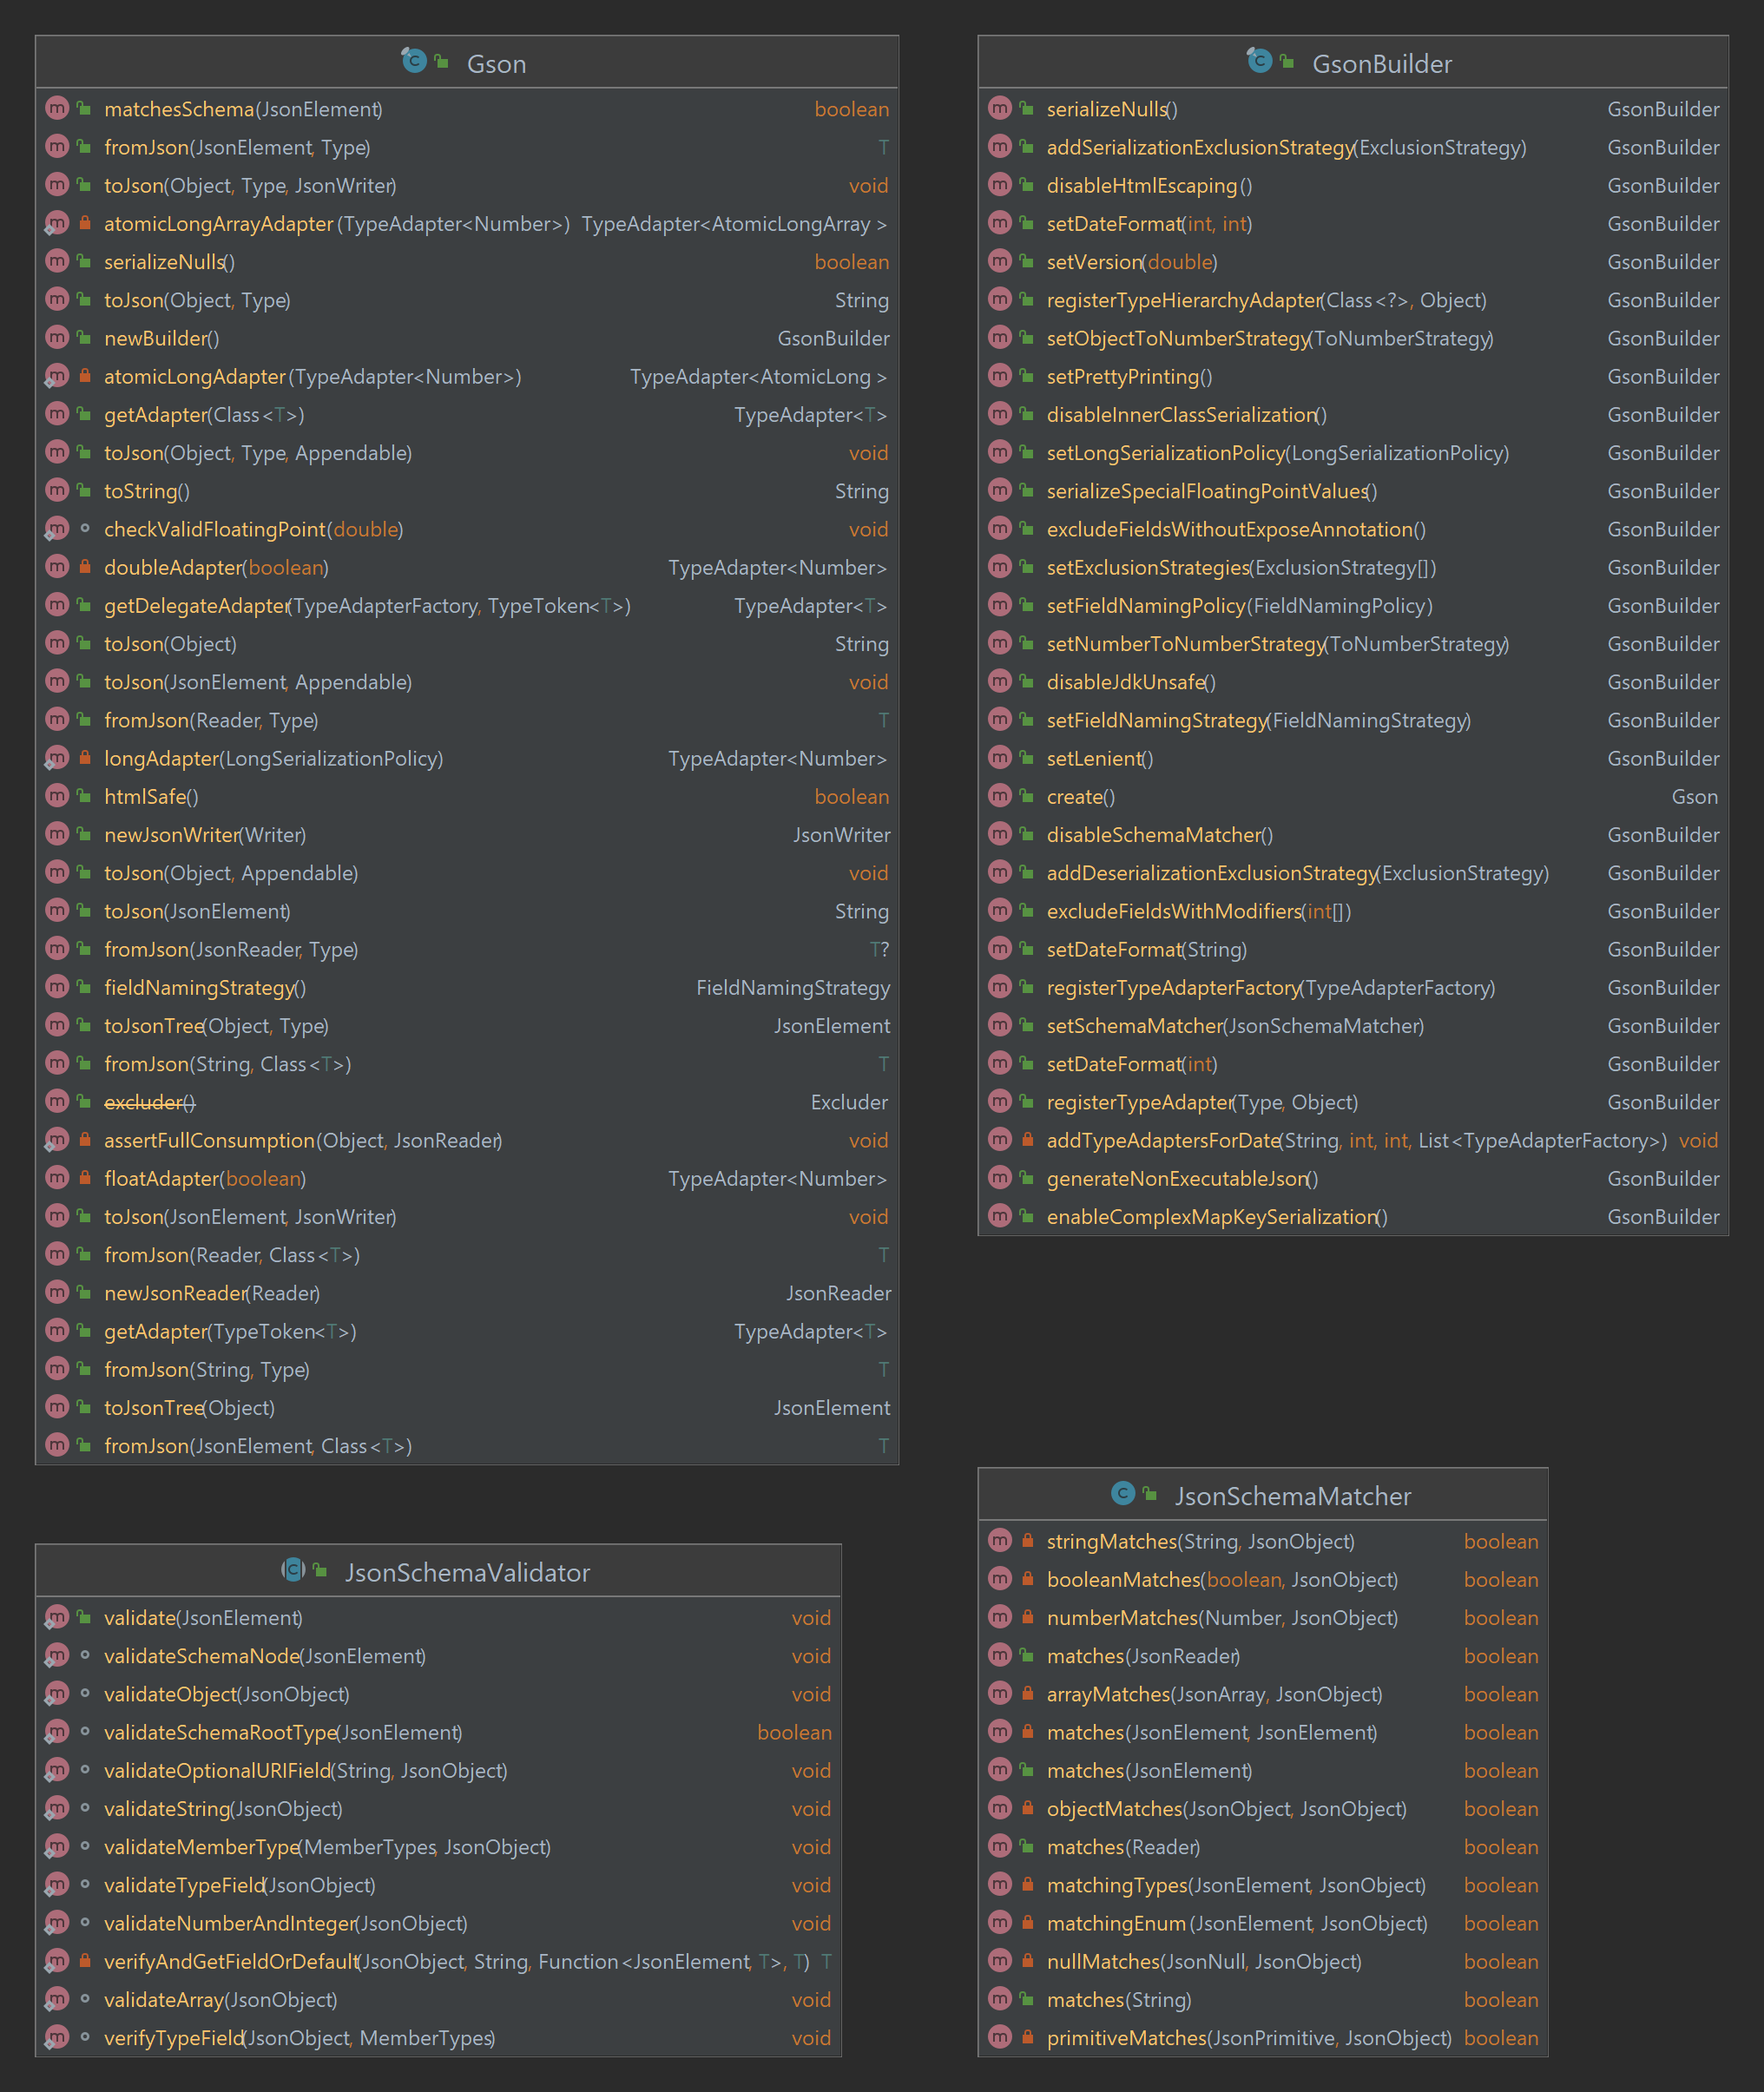 Gson
matchesSchema(JsonElement) boolean
fromJson(JsonElement, Type) T
toJson(Object, Type, JsonWriter) void
atomicLongArrayAdapter(TypeAdapter<Number>) TypeAdapter<AtomicLongArray>
serializeNulls() boolean
toJson(Object, Type) String
newBuilder() GsonBuilder
atomicLongAdapter(TypeAdapter<Number>) TypeAdapter<AtomicLong>
getAdapter(Class<T>) TypeAdapter<T>
toJson(Object, Type, Appendable) void
toString() String
checkValidFloatingPoint(double) void
doubleAdapter(boolean) TypeAdapter<Number>
getDelegateAdapter(TypeAdapterFactory, TypeToken<T>) TypeAdapter<T>
toJson(Object) String
toJson(JsonElement, Appendable) void
fromJson(Reader, Type) T
longAdapter(LongSerializationPolicy) TypeAdapter<Number>
htmlSafe() boolean
newJsonWriter(Writer) JsonWriter
toJson(Object, Appendable) void
toJson(JsonElement) String
fromJson(JsonReader, Type) T?
fieldNamingStrategy() FieldNamingStrategy
toJsonTree(Object, Type) JsonElement
fromJson(String, Class<T>) T
excluder() Excluder
assertFullConsumption(Object, JsonReader) void
floatAdapter(boolean) TypeAdapter<Number>
toJson(JsonElement, JsonWriter) void
fromJson(Reader, Class<T>) T
newJsonReader(Reader) JsonReader
getAdapter(TypeToken<T>) TypeAdapter<T>
fromJson(String, Type) T
toJsonTree(Object) JsonElement
fromJson(JsonElement, Class<T>) T
GsonBuilder
serializeNulls() GsonBuilder
addSerializationExclusionStrategy(ExclusionStrategy) GsonBuilder
disableHtmlEscaping() GsonBuilder
setDateFormat(int, int) GsonBuilder
setVersion(double) GsonBuilder
registerTypeHierarchyAdapter(Class<?>, Object) GsonBuilder
setObjectToNumberStrategy(ToNumberStrategy) GsonBuilder
setPrettyPrinting() GsonBuilder
disableInnerClassSerialization() GsonBuilder
setLongSerializationPolicy(LongSerializationPolicy) GsonBuilder
serializeSpecialFloatingPointValues() GsonBuilder
excludeFieldsWithoutExposeAnnotation() GsonBuilder
setExclusionStrategies(ExclusionStrategy[]) GsonBuilder
setFieldNamingPolicy(FieldNamingPolicy) GsonBuilder
setNumberToNumberStrategy(ToNumberStrategy) GsonBuilder
disableJdkUnsafe() GsonBuilder
setFieldNamingStrategy(FieldNamingStrategy) GsonBuilder
setLenient() GsonBuilder
create() Gson
disableSchemaMatcher() GsonBuilder
addDeserializationExclusionStrategy(ExclusionStrategy) GsonBuilder
excludeFieldsWithModifiers(int[]) GsonBuilder
setDateFormat(String) GsonBuilder
registerTypeAdapterFactory(TypeAdapterFactory) GsonBuilder
setSchemaMatcher(JsonSchemaMatcher) GsonBuilder
setDateFormat(int) GsonBuilder
registerTypeAdapter(Type, Object) GsonBuilder
addTypeAdaptersForDate(String, int, int, List<TypeAdapterFactory>) void
generateNonExecutableJson() GsonBuilder
enableComplexMapKeySerialization() GsonBuilder
JsonSchemaValidator
validate(JsonElement) void
validateSchemaNode(JsonElement) void
validateObject(JsonObject) void
validateSchemaRootType(JsonElement) boolean
validateOptionalURIField(String, JsonObject) void
validateString(JsonObject) void
validateMemberType(MemberTypes, JsonObject) void
validateTypeField(JsonObject) void
validateNumberAndInteger(JsonObject) void
verifyAndGetFieldOrDefault(JsonObject, String, Function<JsonElement, T>, T) T
validateArray(JsonObject) void
verifyTypeField(JsonObject, MemberTypes) void
JsonSchemaMatcher
stringMatches(String, JsonObject) boolean
booleanMatches(boolean, JsonObject) boolean
numberMatches(Number, JsonObject) boolean
matches(JsonReader) boolean
arrayMatches(JsonArray, JsonObject) boolean
matches(JsonElement, JsonElement) boolean
matches(JsonElement) boolean
objectMatches(JsonObject, JsonObject) boolean
matches(Reader) boolean
matchingTypes(JsonElement, JsonObject) boolean
matchingEnum(JsonElement, JsonObject) boolean
nullMatches(JsonNull, JsonObject) boolean
matches(String) boolean
primitiveMatches(JsonPrimitive, JsonObject) boolean